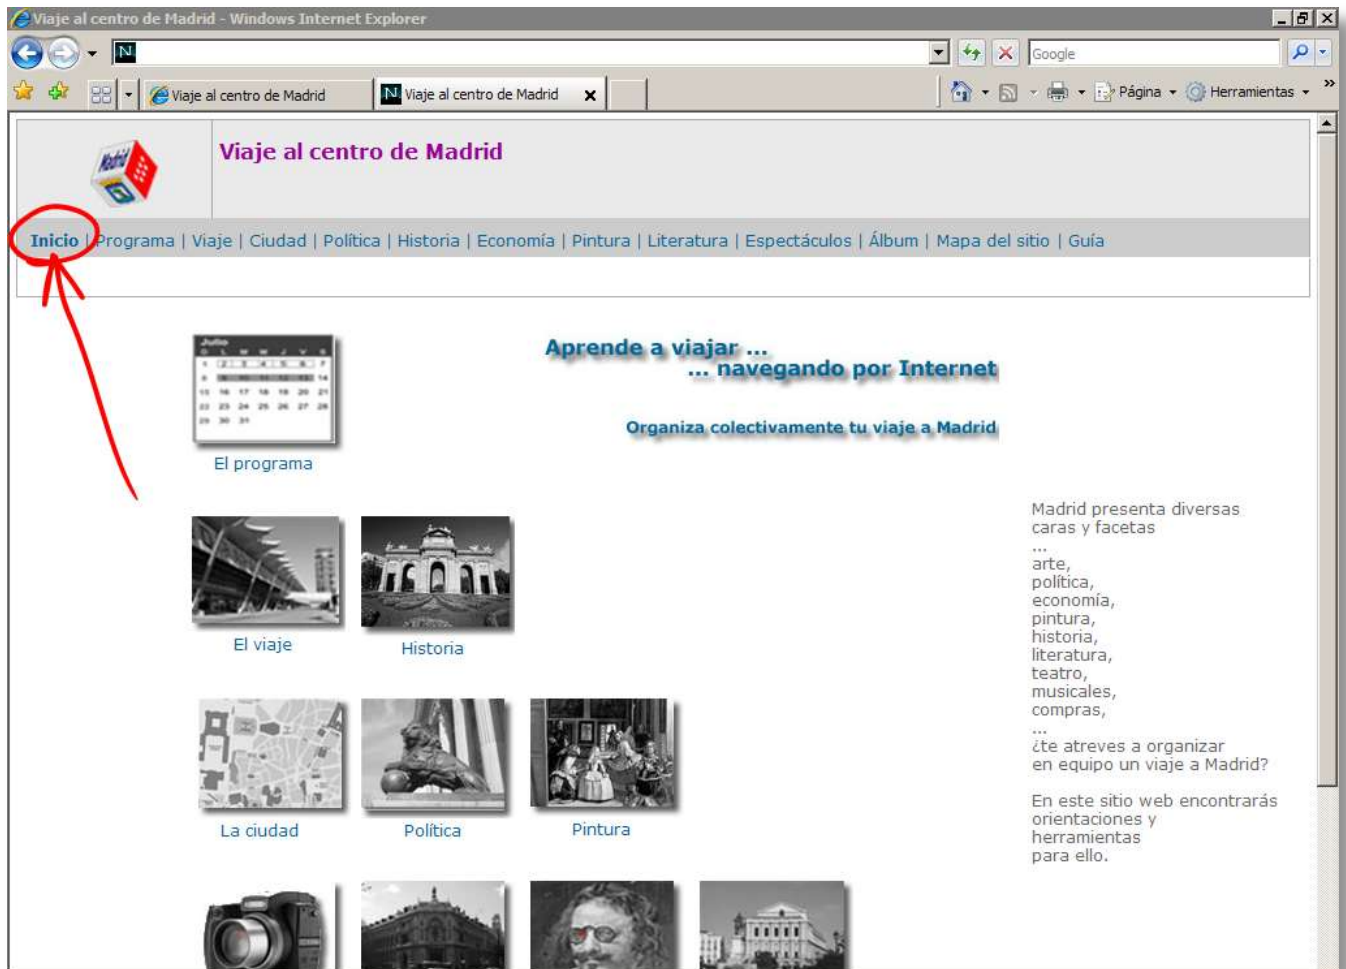 Viaje al centro de Madrid - Windows Internet Explorer
Google
Viaje al centro de Madrid
Viaje al centro de Madrid
Página
Herramientas
Madrid
Viaje al centro de Madrid
Inicio | Programa | Viaje | Ciudad | Política | Historia | Economía | Pintura | Literatura | Espectáculos | Álbum | Mapa del sitio | Guía
Julio
Aprende a viajar ...
... navegando por Internet
Organiza colectivamente tu viaje a Madrid
El programa
El viaje
Historia
La ciudad
Política
Pintura
Madrid presenta diversas
caras y facetas
...
arte,
política,
economía,
pintura,
historia,
literatura,
teatro,
musicales,
compras,
...
¿te atreves a organizar
en equipo un viaje a Madrid?
En este sitio web encontrarás
orientaciones y
herramientas
para ello.